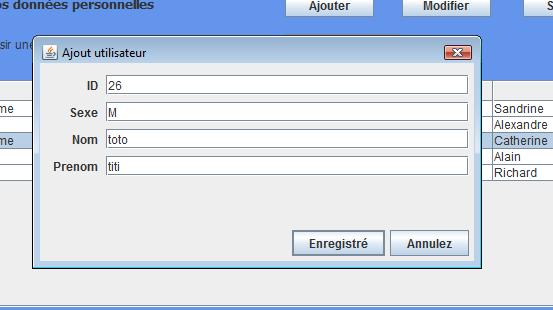 os données personnelles
Ajouter
Modifier
S
sir une
Ajout utilisateur
ID 26
Sexe M
Nom toto
Prenom titi
Enregistré Annulez
me Sandrine
Alexandre
me Catherine
Alain
Richard